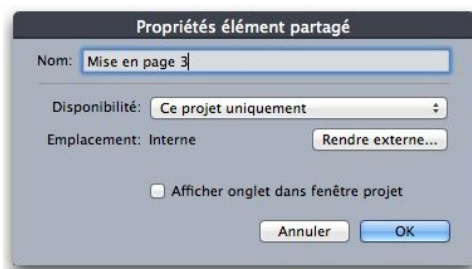 Propriétés élément partagé
Nom: Mise en page 3
Disponibilité: Ce projet uniquement
Emplacement: Interne Rendre externe...
Afficher onglet dans fenêtre projet
Annuler OK